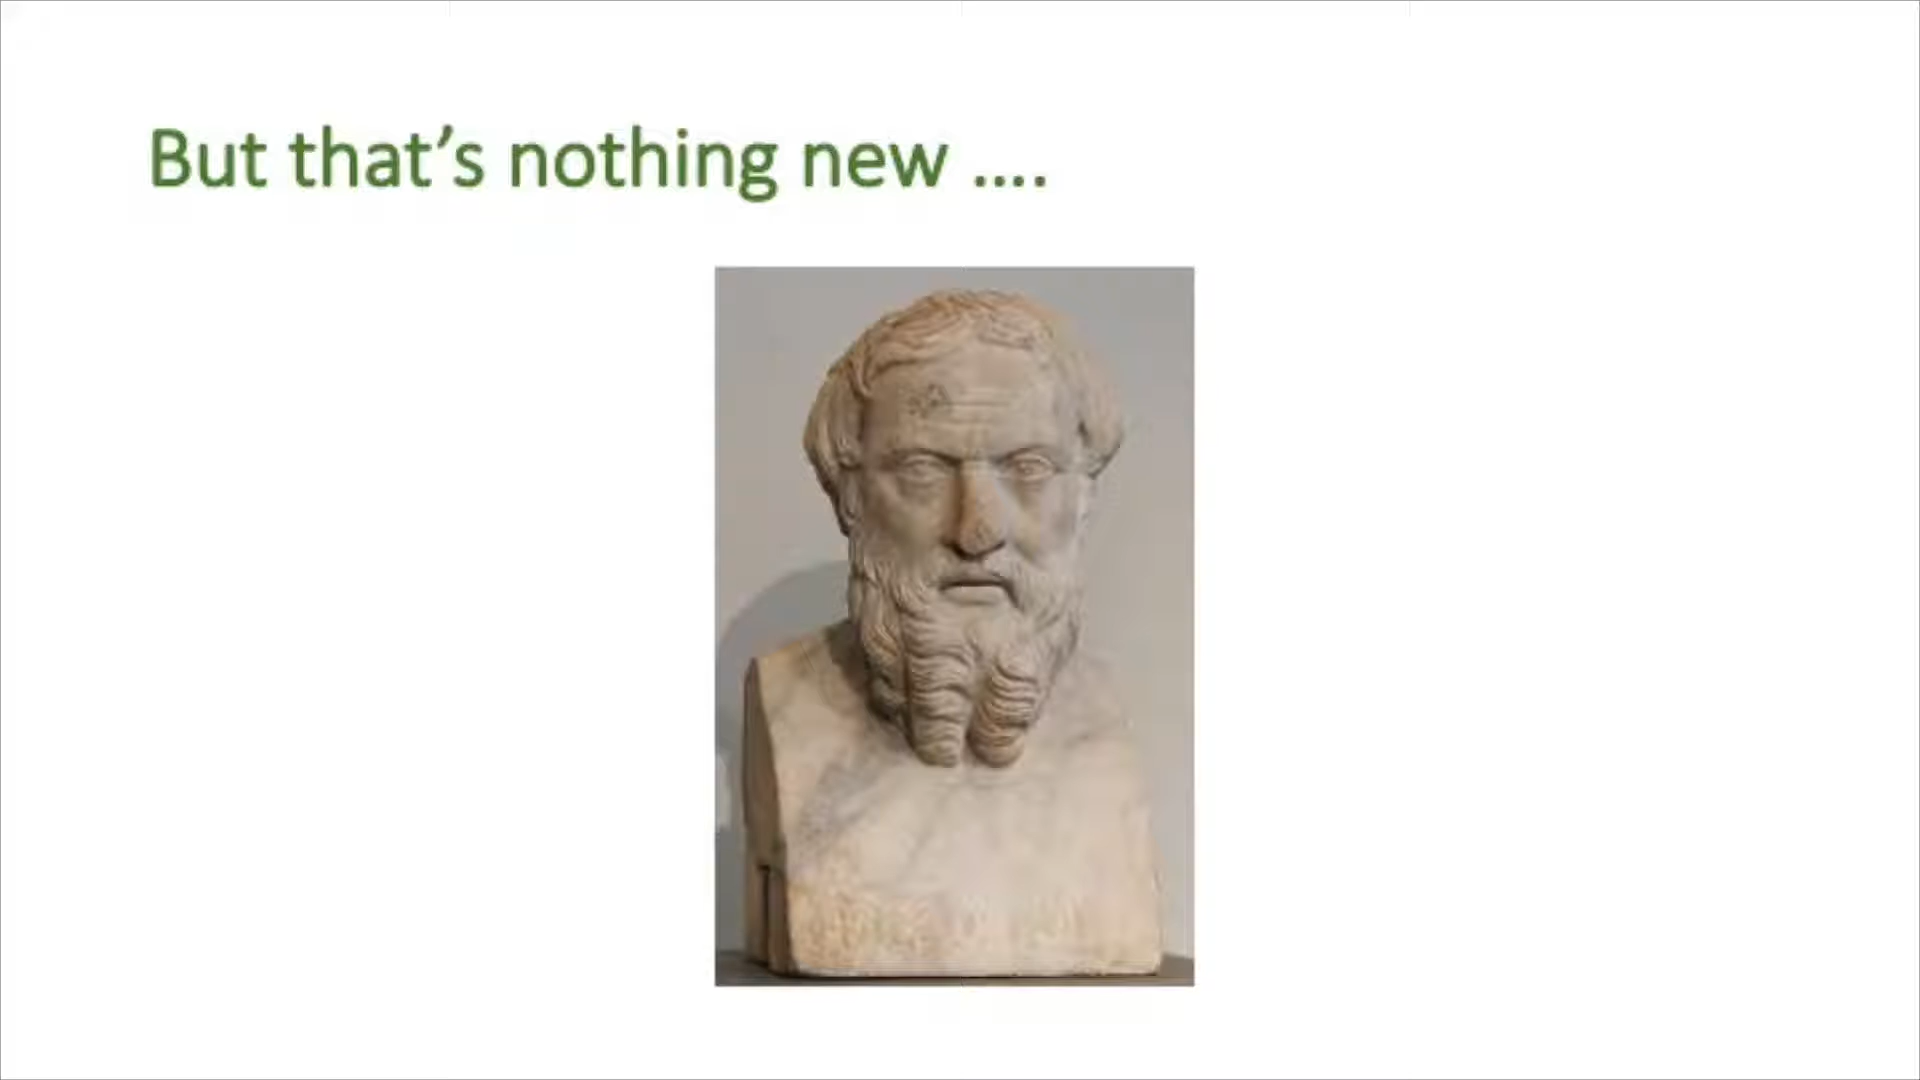 But that’s nothing new ....